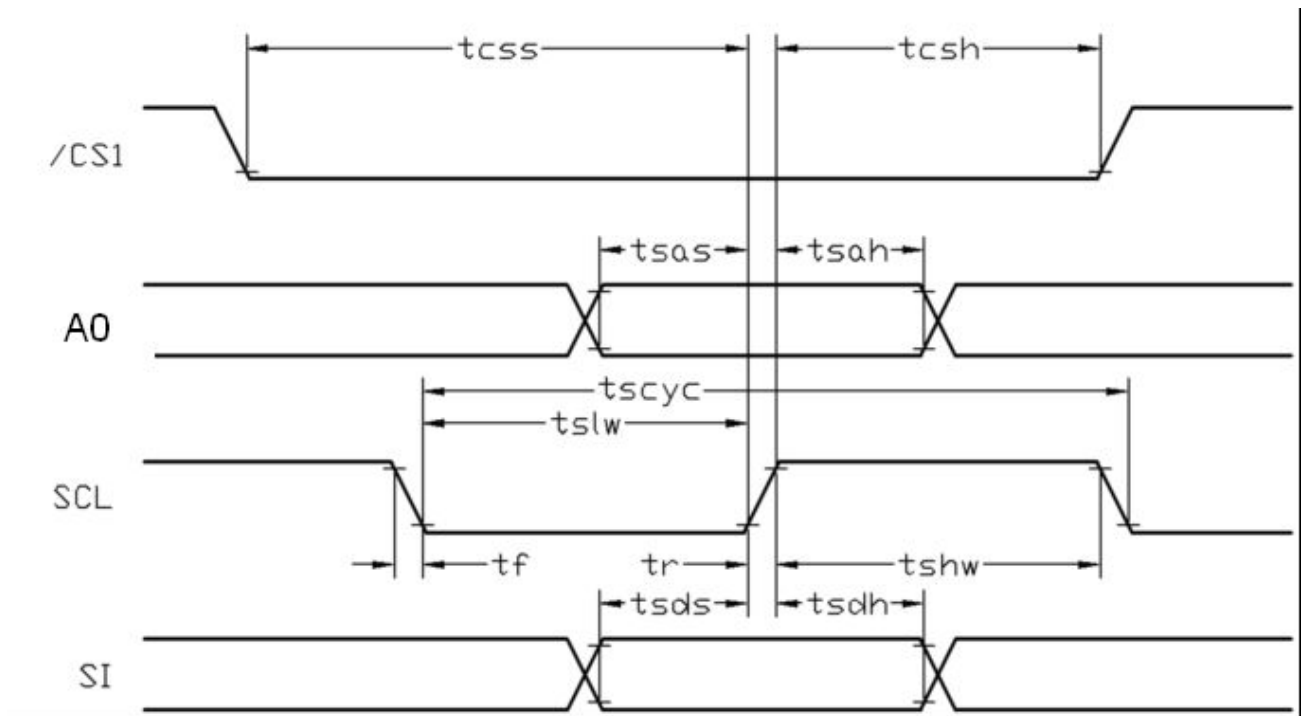 tcss tcsh
/CS1
tsas tsah
A0
tscyc
tslw
SCL
tf tr tshw
tsds tsdh
SI